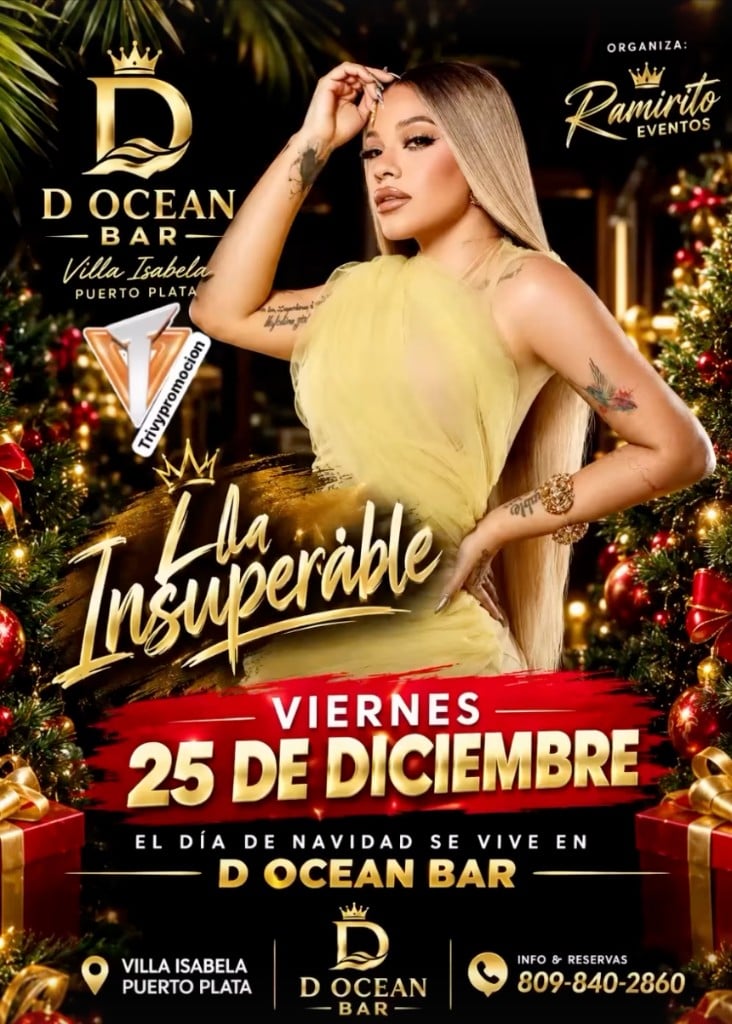 D OCEAN
BAR
Villa Isabela
PUERTO PLATA
ORGANIZA:
Ramirito
EVENTOS
Trivypromocion
La
Insuperable
VIERNES
25 DE DICIEMBRE
EL DÍA DE NAVIDAD SE VIVE EN
D OCEAN BAR
VILLA ISABELA
PUERTO PLATA
D OCEAN
BAR
INFO & RESERVAS
809-840-2860